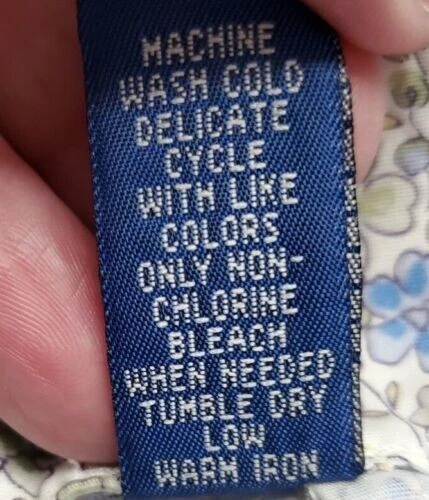 MACHINE
WASH COLD
DELICATE
CYCLE
WITH LIKE
COLORS
ONLY NON-
CHLORINE
BLEACH
WHEN NEEDED
TUMBLE DRY
LOW
WARM IRON